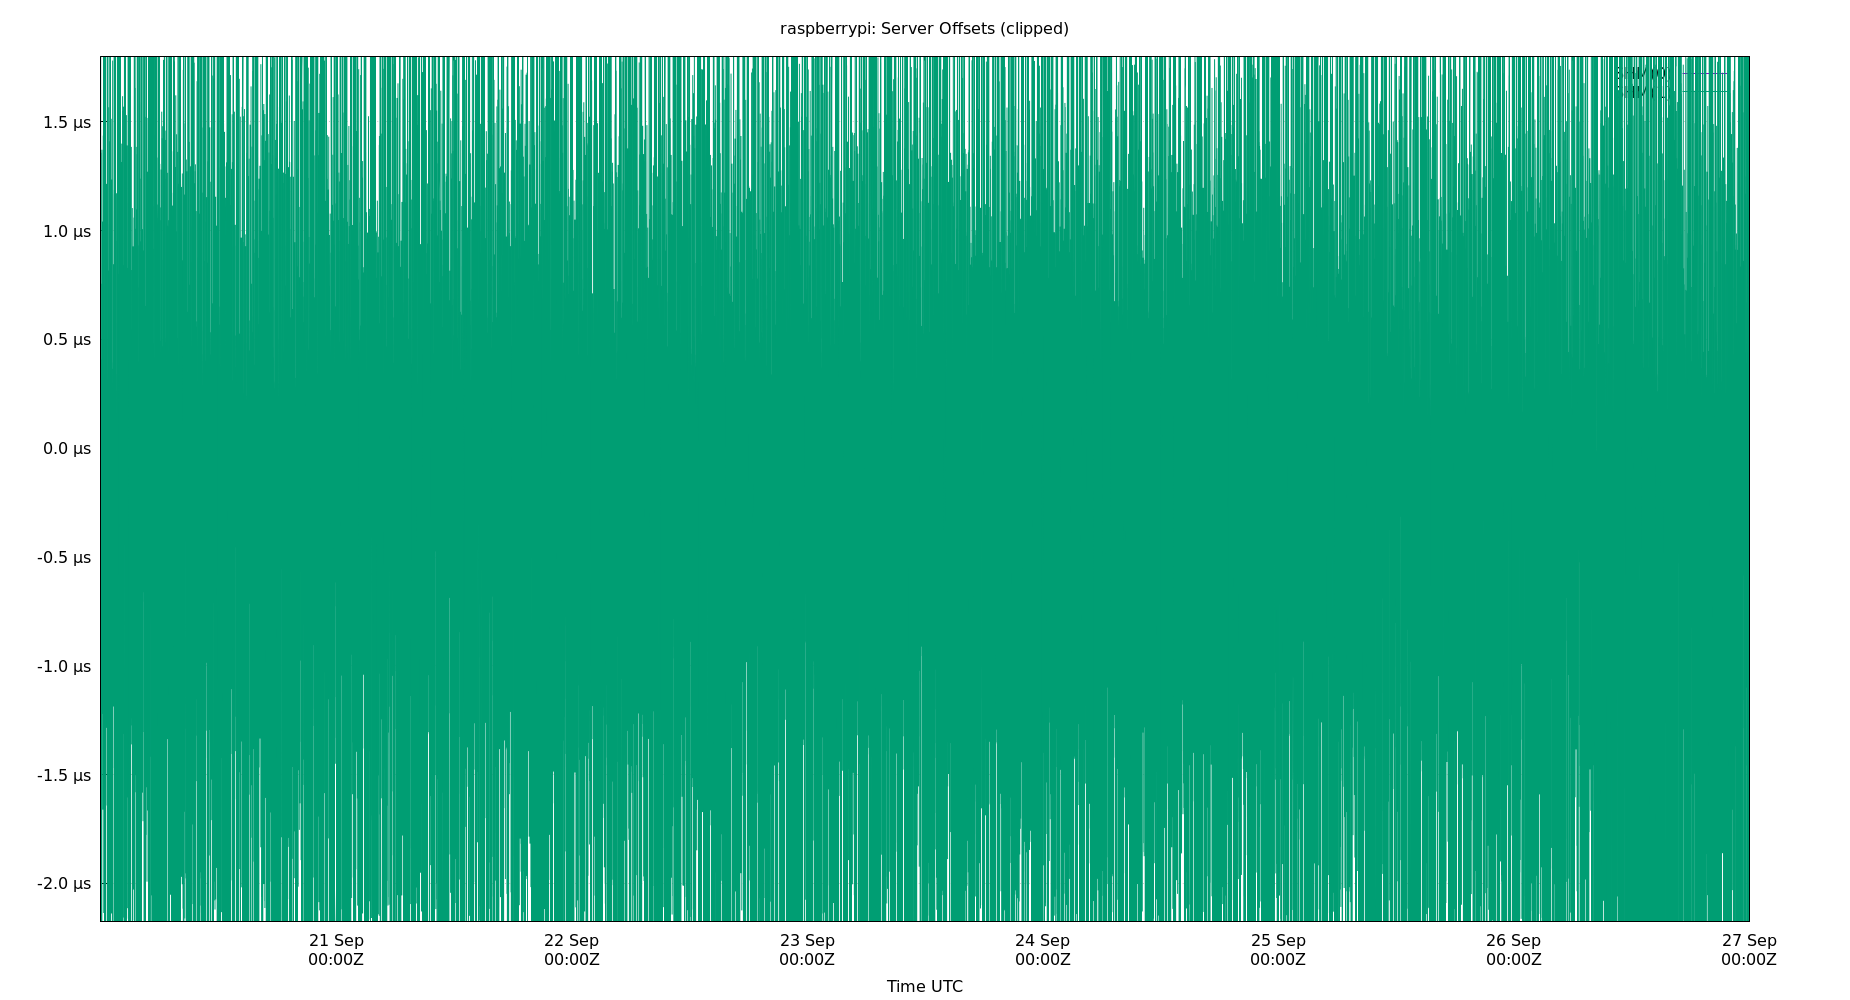 raspberrypi: Server Offsets (clipped)
1.5 µs
1.0 µs
0.5 µs
0.0 µs
-0.5 µs
-1.0 µs
-1.5 µs
-2.0 µs
21 Sep 22 Sep 23 Sep 24 Sep 25 Sep 26 Sep 27 Sep
00:00Z 00:00Z 00:00Z 00:00Z 00:00Z 00:00Z 00:00Z
Time UTC